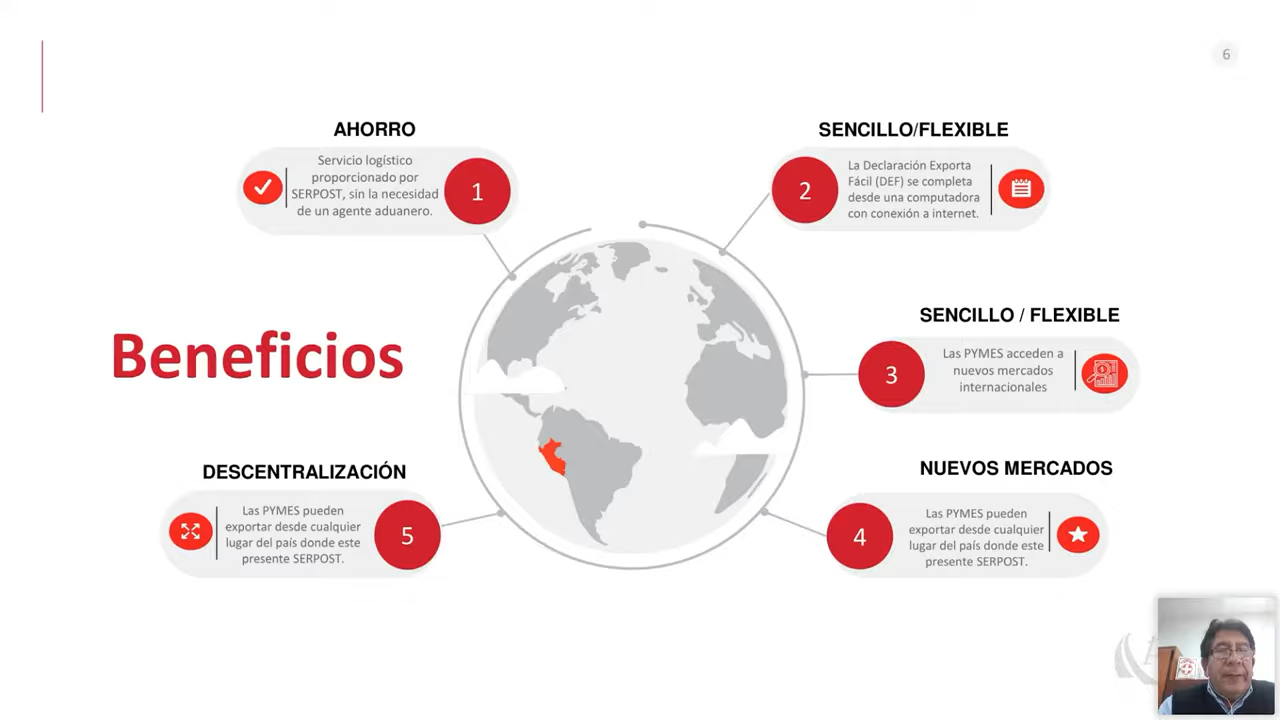 6
AHORRO
Servicio logístico
proporcionado por
SERPOST, sin la necesidad
de un agente aduanero.
1
SENCILLO/FLEXIBLE
2
La Declaración Exporta
Fácil (DEF) se completa
desde una computadora
con conexión a internet.
Beneficios
SENCILLO / FLEXIBLE
3
Las PYMES acceden a
nuevos mercados
internacionales
NUEVOS MERCADOS
4
Las PYMES pueden
exportar desde cualquier
lugar del país donde este
presente SERPOST.
DESCENTRALIZACIÓN
Las PYMES pueden
exportar desde cualquier
lugar del país donde este
presente SERPOST.
5